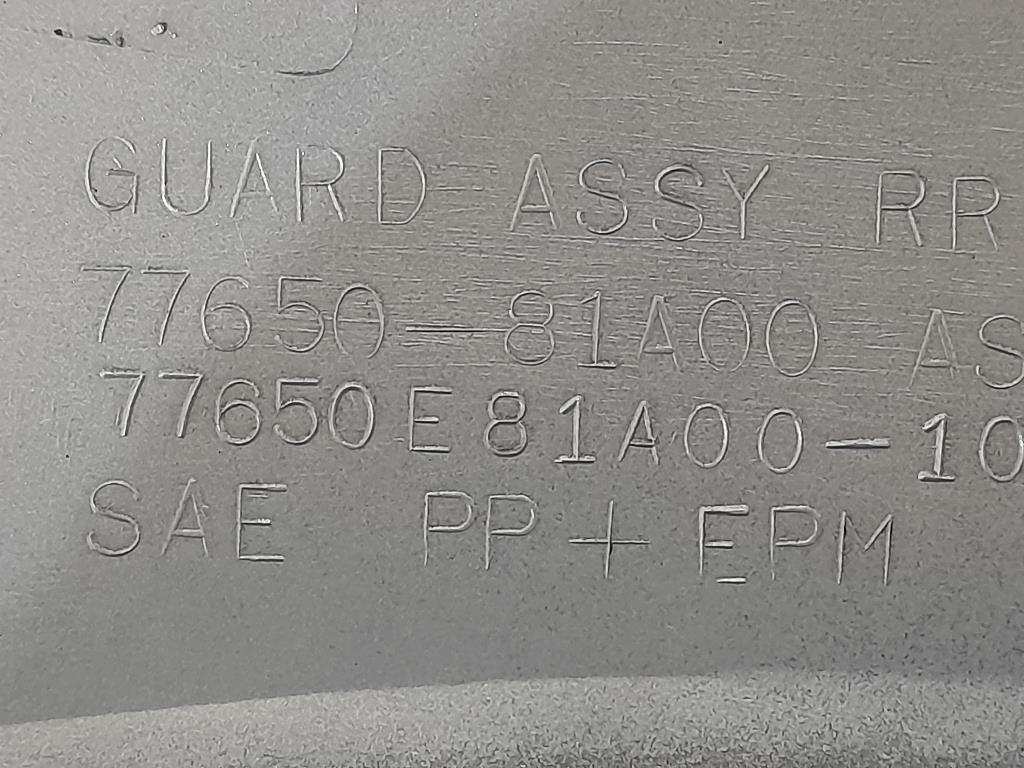 GUARD ASSY RR
77650-81A00 AS
77650E81A00-10
SAE PP+EPM